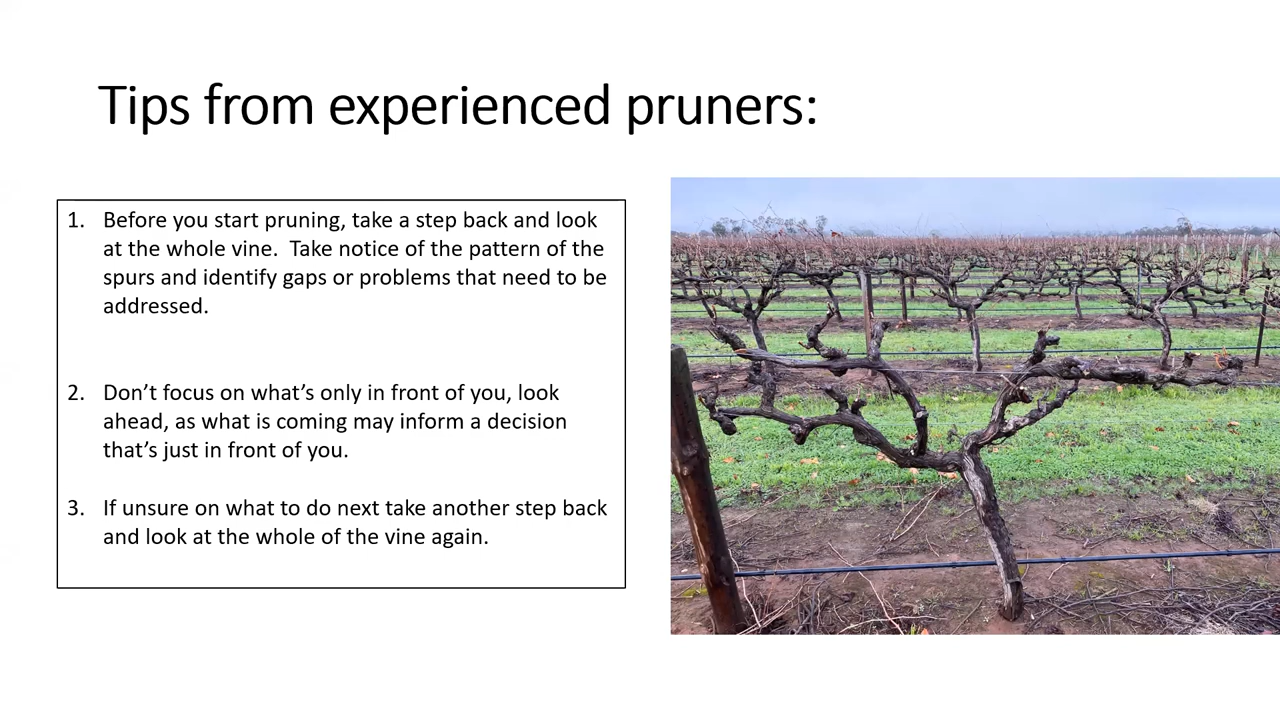 Tips from experienced pruners:
1. Before you start pruning, take a step back and look
at the whole vine.  Take notice of the pattern of the
spurs and identify gaps or problems that need to be
addressed.
2. Don’t focus on what’s only in front of you, look
ahead, as what is coming may inform a decision
that’s just in front of you.
3. If unsure on what to do next take another step back
and look at the whole of the vine again.